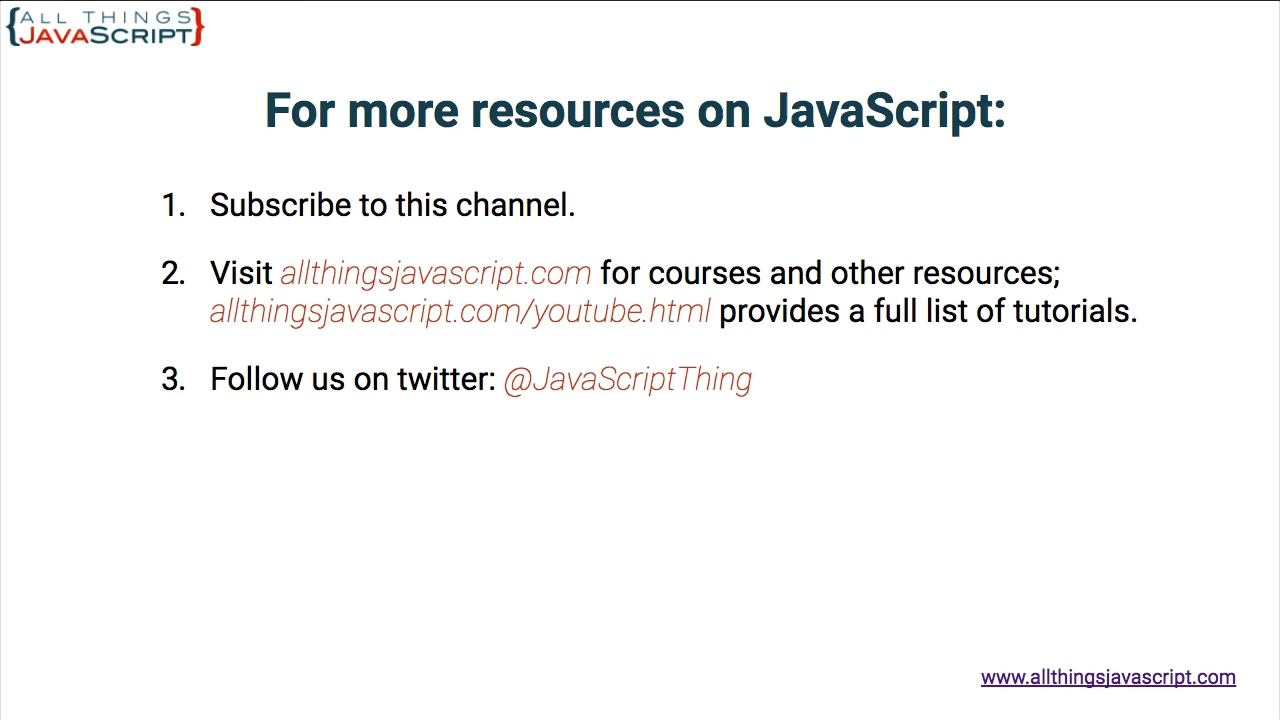 {ALL THINGS
JAVASCRIPT}
For more resources on JavaScript:
1. Subscribe to this channel.
2. Visit allthingsjavascript.com for courses and other resources;
allthingsjavascript.com/youtube.html provides a full list of tutorials.
3. Follow us on twitter: @JavaScriptThing
www.allthingsjavascript.com